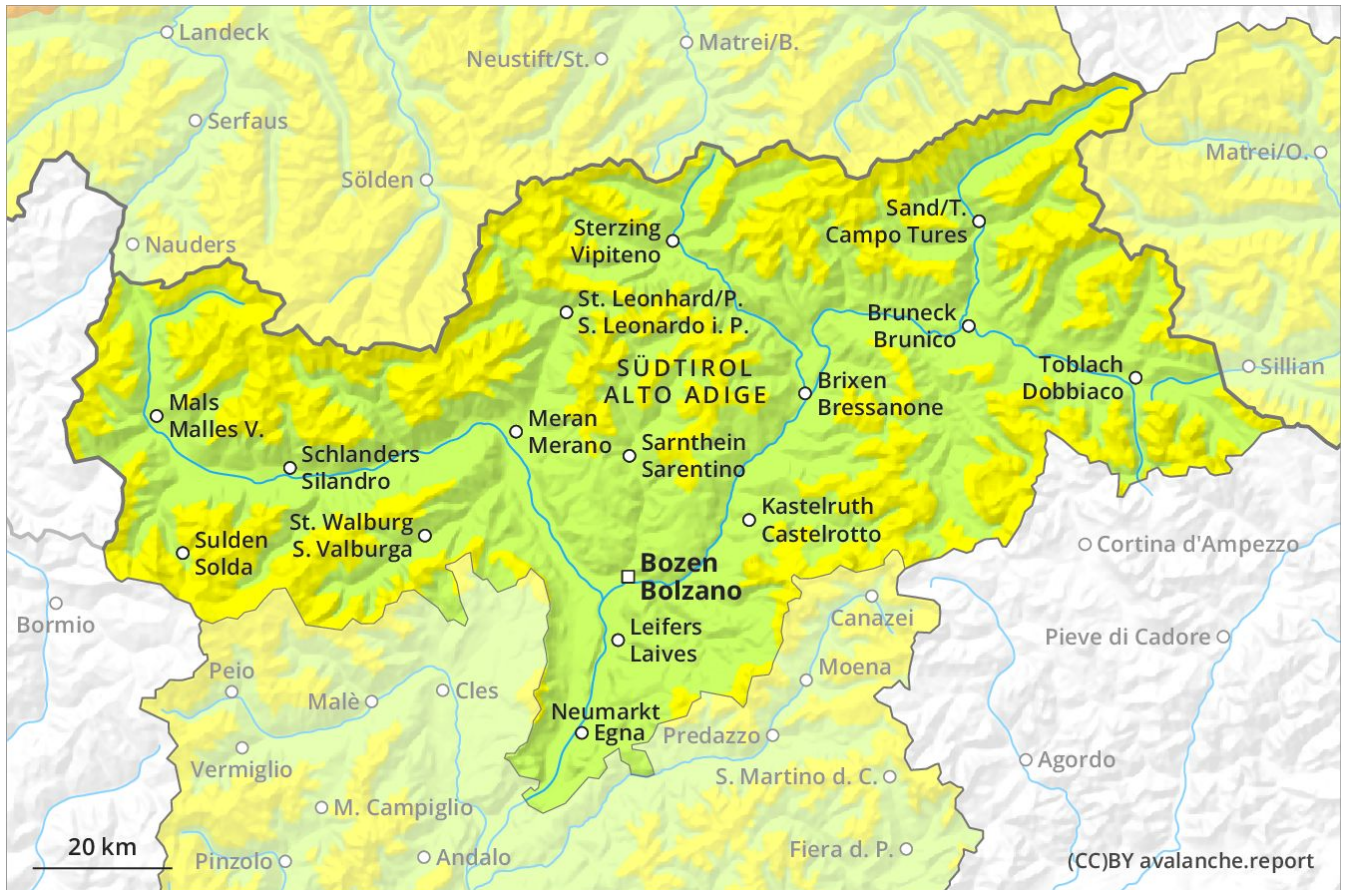 Landeck
Matrei/B.
Neustift/St.
Serfaus
Matrei/O.
Sölden
Sand/T.
Campo Tures
Sterzing
Vipiteno
Nauders
St. Leonhard/P.
S. Leonardo i. P.
Bruneck
Brunico
SÜDTIROL
ALTO ADIGE
Toblach
Dobbiaco
Sillian
Brixen
Bressanone
Mals
Malles V.
Meran
Merano
Sarnthein
Sarentino
Schlanders
Silandro
Kastelruth
Castelrotto
St. Walburg
S. Valburga
Sulden
Solda
Cortina d'Ampezzo
Bozen
Bolzano
Bormio
Canazei
Leifers
Laives
Pieve di Cadore
Peio
Moena
Malè
Cles
Neumarkt
Egna
Predazzo
Vermiglio
Agordo
S. Martino d. C.
M. Campiglio
20 km
Pinzolo
Andalo
Fiera d. P.
(CC)BY avalanche.report